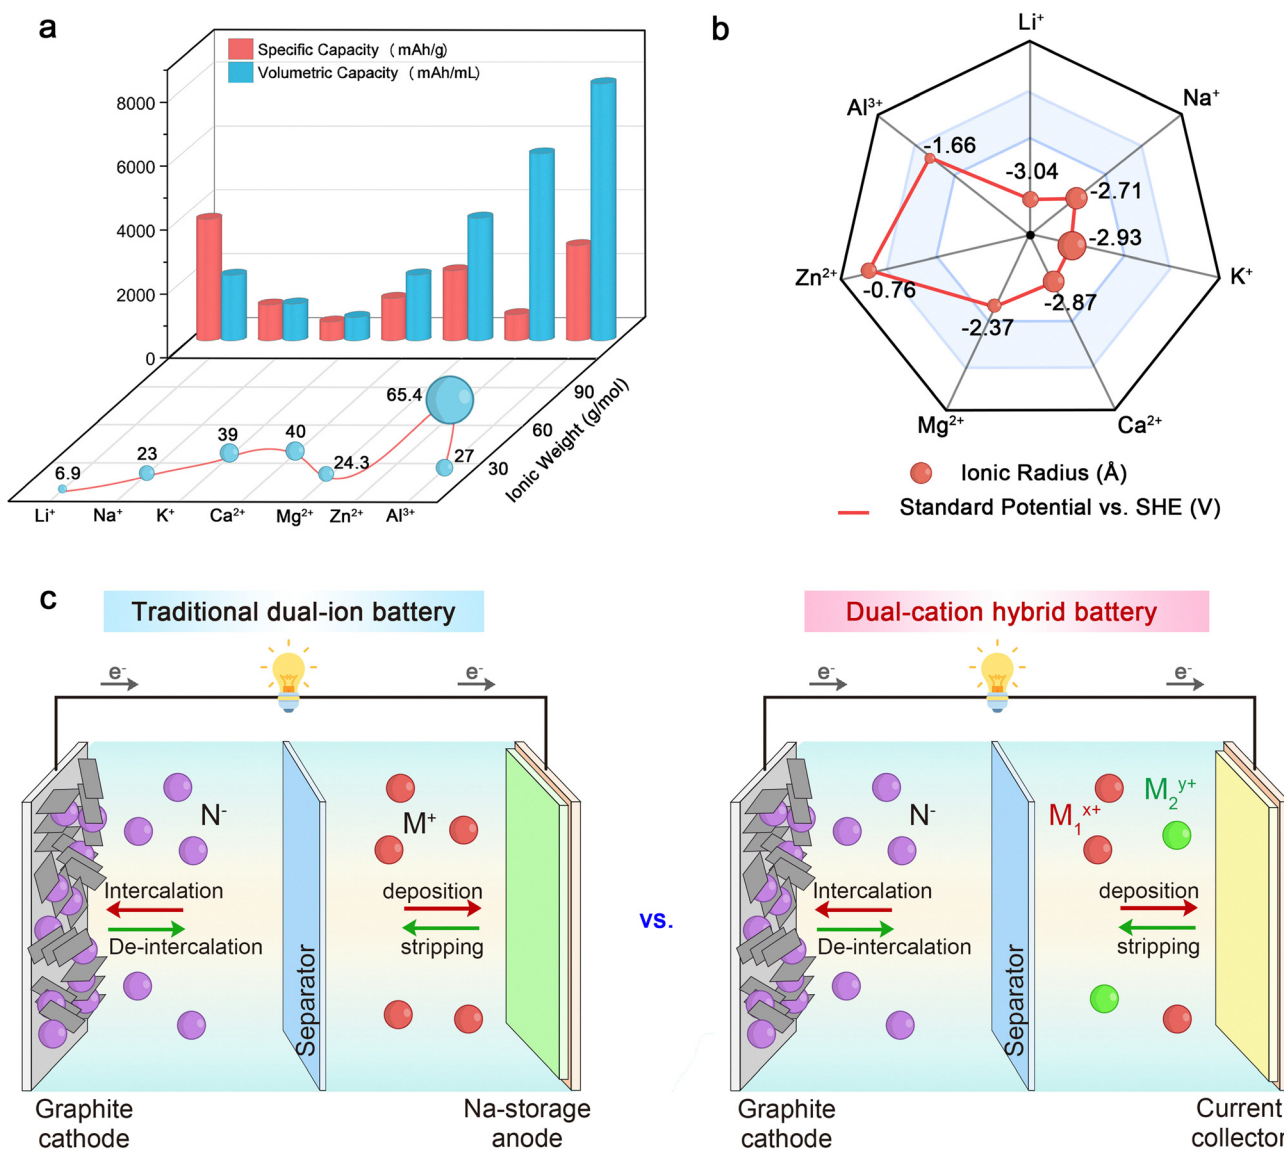 a
Specific Capacity (mAh/g)
Volumetric Capacity (mAh/mL)
8000
6000
4000
2000
0
6.9
23
39
40
24.3
65.4
27
30
60
90
Ionic Weight (g/mol)
Li⁺
Na⁺
K⁺
Ca²⁺
Mg²⁺
Zn²⁺
Al³⁺
b
Li⁺
Na⁺
K⁺
Ca²⁺
Mg²⁺
Zn²⁺
Al³⁺
-3.04
-2.71
-2.93
-2.87
-2.37
-0.76
-1.66
Ionic Radius (Å)
Standard Potential vs. SHE (V)
c
Traditional dual-ion battery
e⁻
e⁻
N⁻
M⁺
Intercalation
De-intercalation
deposition
stripping
Separator
Graphite
cathode
Na-storage
anode
vs.
Dual-cation hybrid battery
e⁻
e⁻
N⁻
M₁ˣ⁺
M₂ʸ⁺
Intercalation
De-intercalation
deposition
stripping
Separator
Graphite
cathode
Current
collector